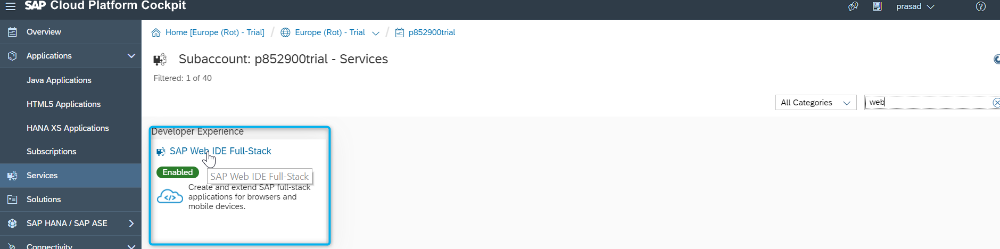 SAP Cloud Platform Cockpit
prasad
Overview
Applications
Java Applications
HTML5 Applications
HANA XS Applications
Subscriptions
Services
Solutions
SAP HANA / SAP ASE
Connectivity
Home [Europe (Rot) - Trial] / Europe (Rot) - Trial / p852900trial
Subaccount: p852900trial - Services
Filtered: 1 of 40
All Categories
web
Developer Experience
SAP Web IDE Full-Stack
Enabled
SAP Web IDE Full-Stack
Create and extend SAP full-stack
applications for browsers and
mobile devices.